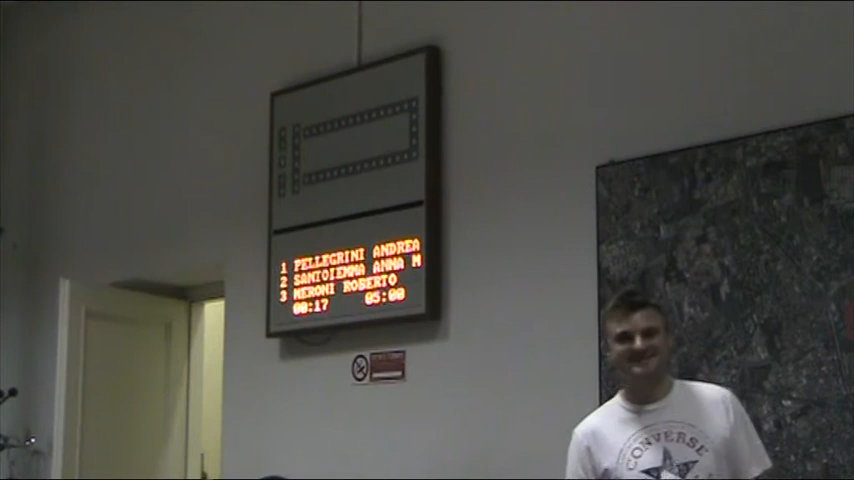 1 PELLEGRINI ANDREA
2 SANTOIEMMA ANNA M
3 MERONI ROBERTO
00:17 05:00
CONVERSE